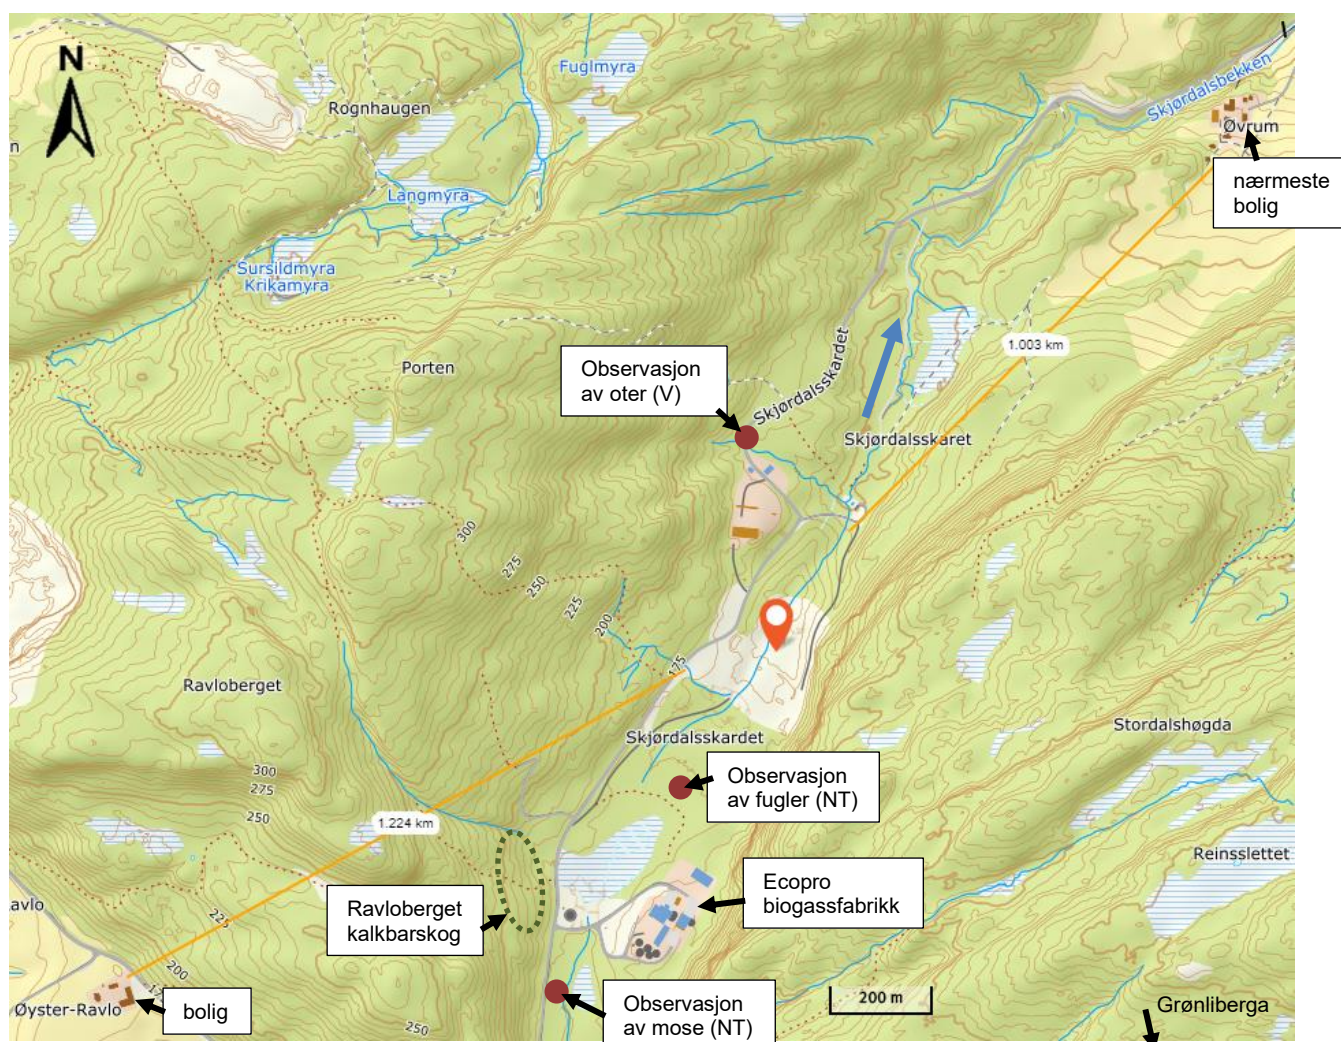 N
Fuglmyra
Rognhaugen
Skjørdalsbekken
Øvrum
n
nærmeste
bolig
Langmyra
Sursildmyra
Krikamyra
1.003 km
Porten
Observasjon
av oter (V)
Skjørdalsskardet
Skjørdalsskaret
300
275
250
225
200
175
Ravloberget
Skjørdalsskardet
Stordalshøgda
300
275
250
Observasjon
av fugler (NT)
1.224 km
Reinsslettet
Ecopro
biogassfabrikk
avlo
Ravloberget
kalkbarskog
225
200
17
Øyster-Ravlo
bolig
250
Observasjon
av mose (NT)
200 m
Grønliberga